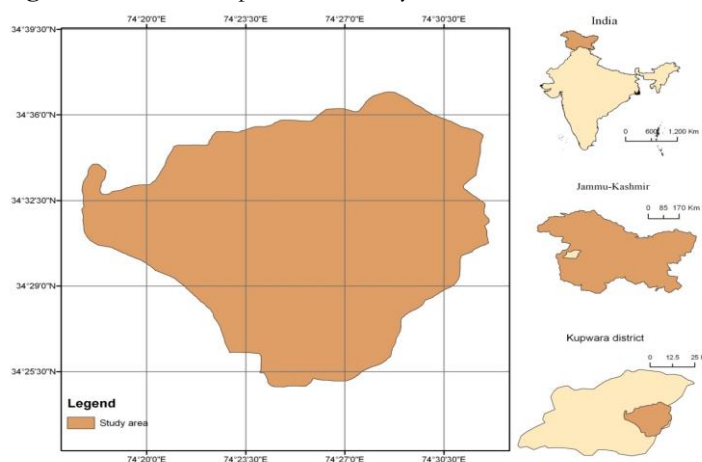 74°20'0"E 74°23'30"E 74°27'0"E 74°30'30"E
34°39'30"N
34°36'0"N
34°32'30"N
34°29'0"N
34°25'30"N
Legend
Study area
74°20'0"E 74°23'30"E 74°27'0"E 74°30'30"E
India
0 600 1,200 Km
Jammu-Kashmir
0 85 170 Km
Kupwara district
0 12.5 25